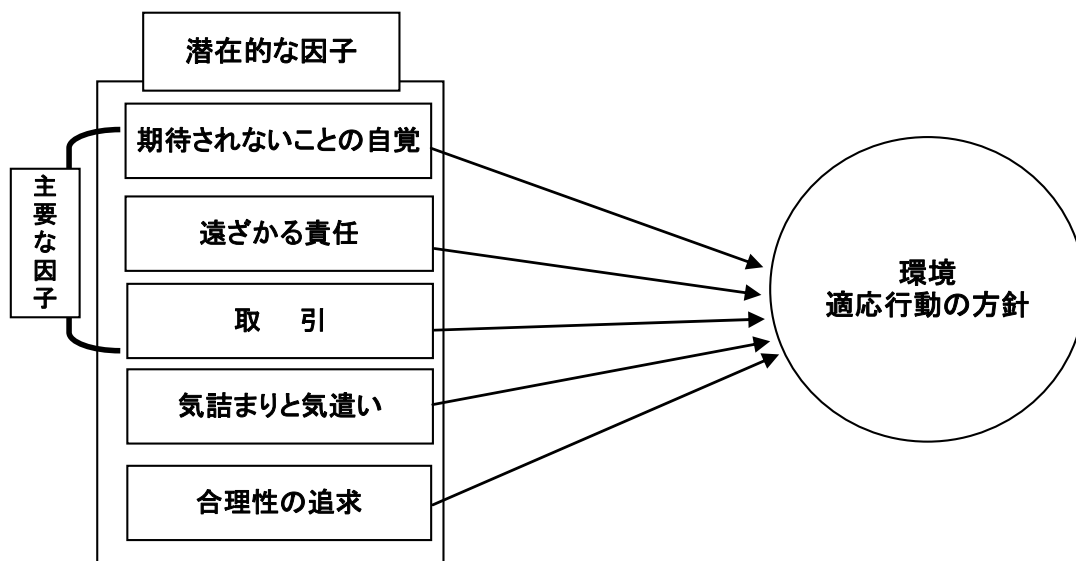 潜在的な因子
主要な因子
期待されないことの自覚
遠ざかる責任
取 引
気詰まりと気遣い
合理性の追求
環境
適応行動の方針